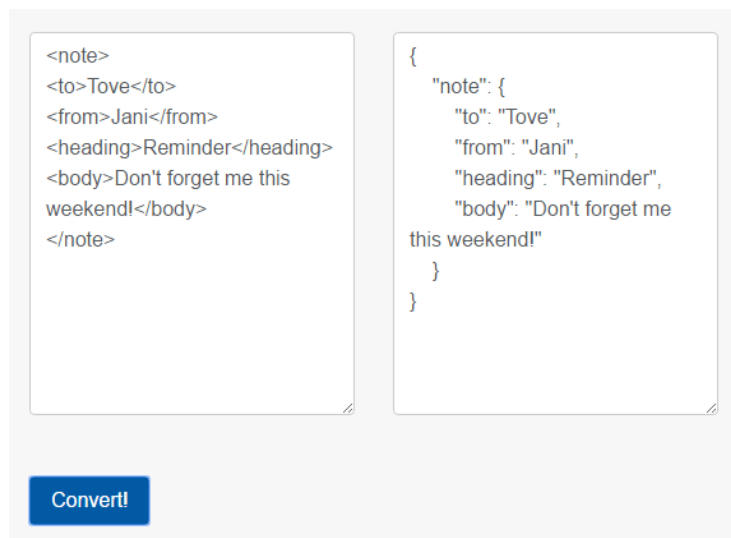 <note>
<to>Tove</to>
<from>Jani</from>
<heading>Reminder</heading>
<body>Don't forget me this
weekend!</body>
</note>
{
"note": {
"to": "Tove",
"from": "Jani",
"heading": "Reminder",
"body": "Don't forget me
this weekend!"
}
}
Convert!